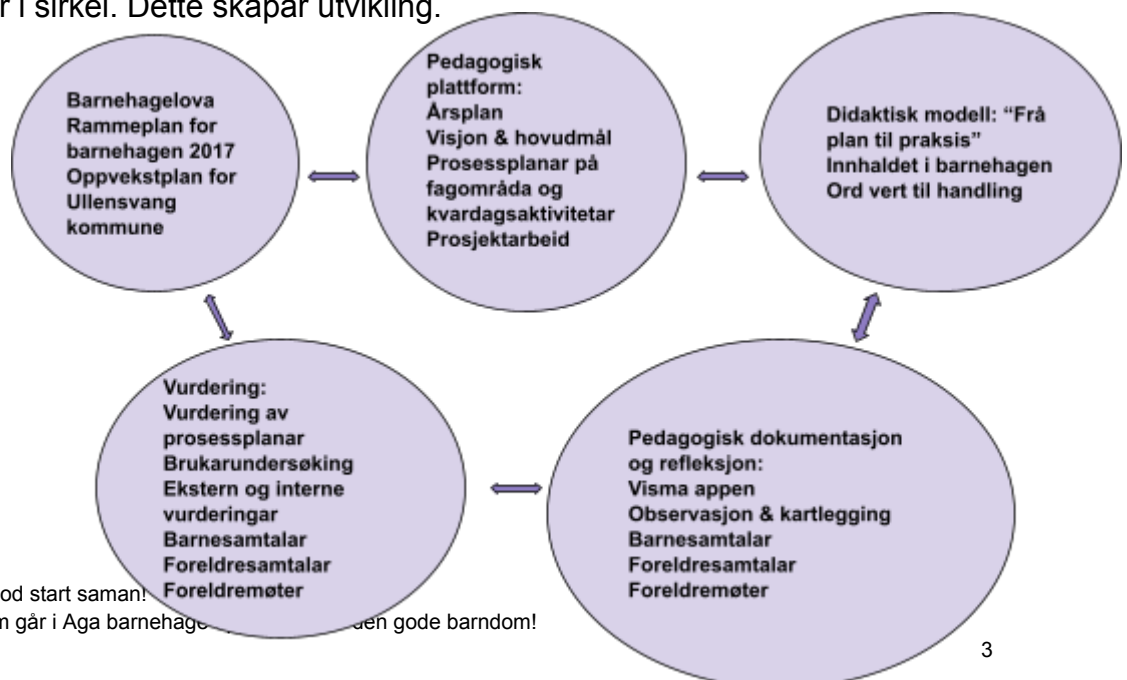 r i sirkel. Dette skapar utvikling.
Barnehagelova
Rammeplan for
barnehagen 2017
Oppvekstplan for
Ullensvang
kommune
Pedagogisk
plattform:
Årsplan
Visjon & hovudmål
Prosessplanar på
fagområda og
kvardagsaktivitetar
Prosjektarbeid
Didaktisk modell: “Frå
plan til praksis”
Innhaldet i barnehagen
Ord vert til handling
Vurdering:
Vurdering av
prosessplanar
Brukarundersøking
Ekstern og interne
vurderingar
Barnesamtalar
Foreldresamtalar
Foreldremøter
Pedagogisk dokumentasjon
og refleksjon:
Visma appen
Observasjon & kartlegging
Barnesamtalar
Foreldresamtalar
Foreldremøter
od start saman!
m går i Aga barnehage den gode barndom!
3